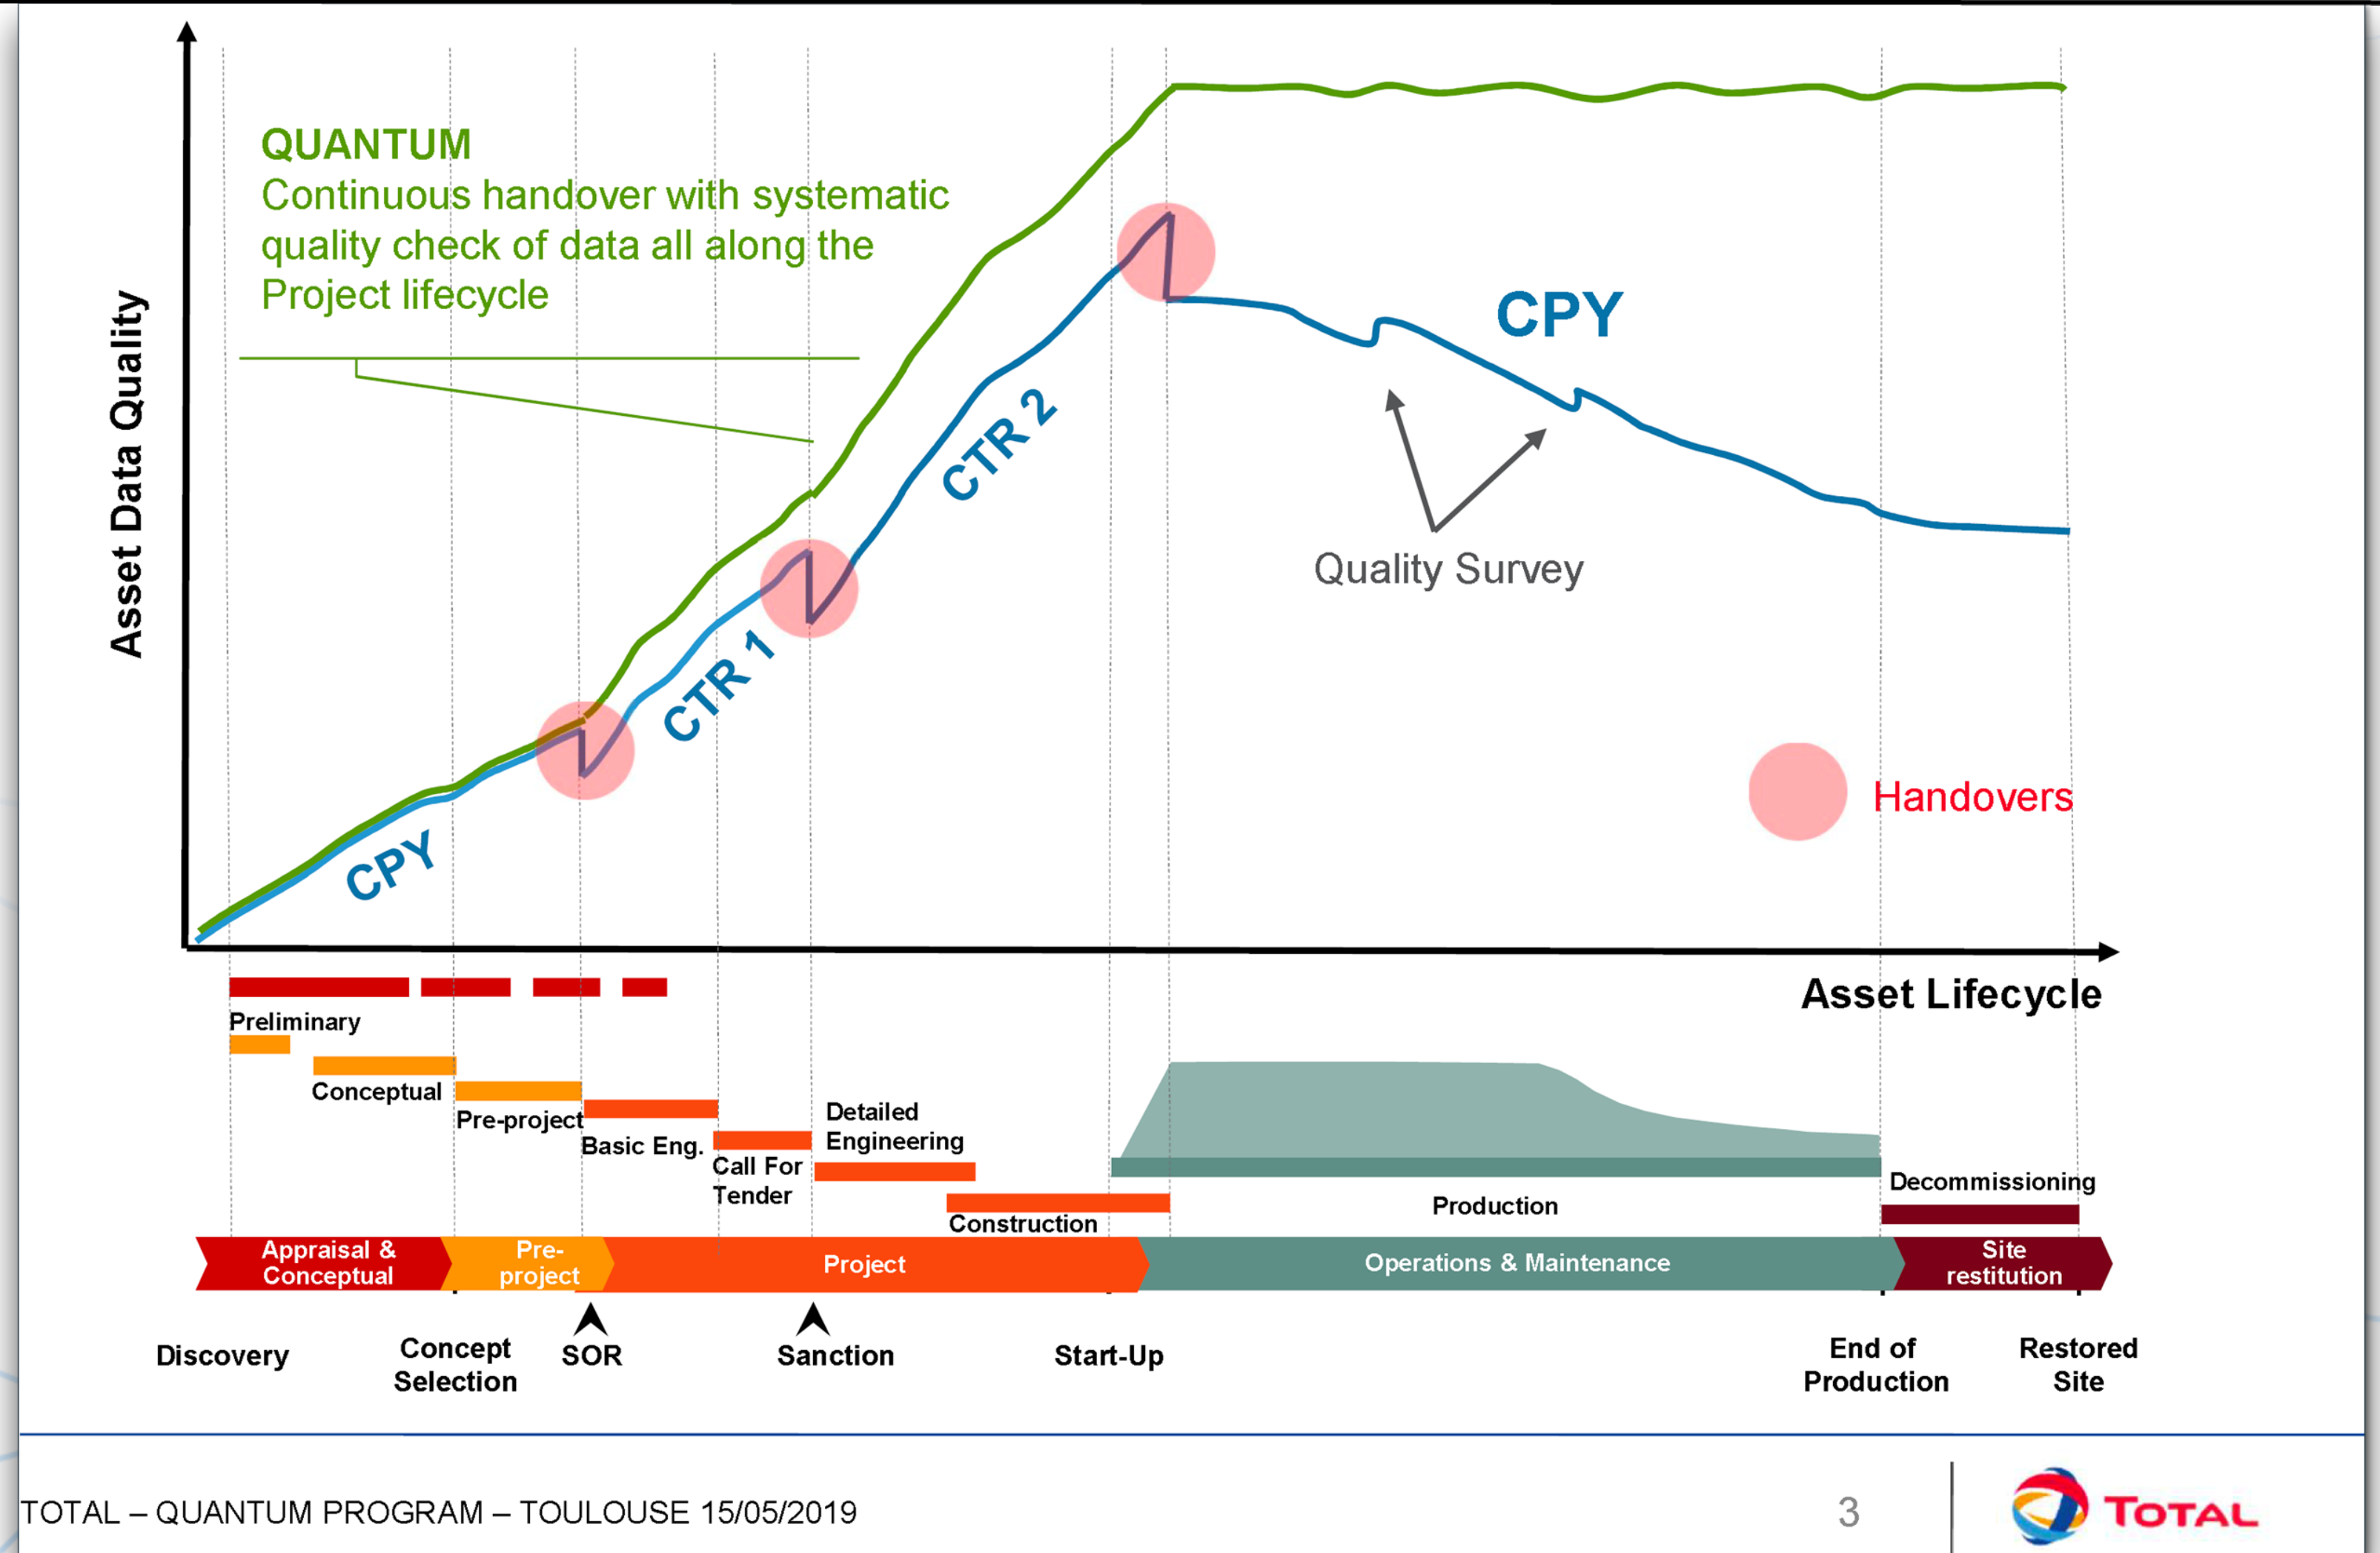 QUANTUM
Continuous handover with systematic
quality check of data all along the
Project lifecycle
Asset Data Quality
CPY
CTR 1
CTR 2
CPY
Quality Survey
Handovers
Asset Lifecycle
Preliminary
Conceptual
Pre-project
Basic Eng.
Call For
Tender
Detailed
Engineering
Construction
Production
Decommissioning
Appraisal &
Conceptual
Pre-
project
Project
Operations & Maintenance
Site
restitution
Discovery
Concept
Selection
SOR
Sanction
Start-Up
End of
Production
Restored
Site
TOTAL – QUANTUM PROGRAM – TOULOUSE 15/05/2019
3
TOTAL